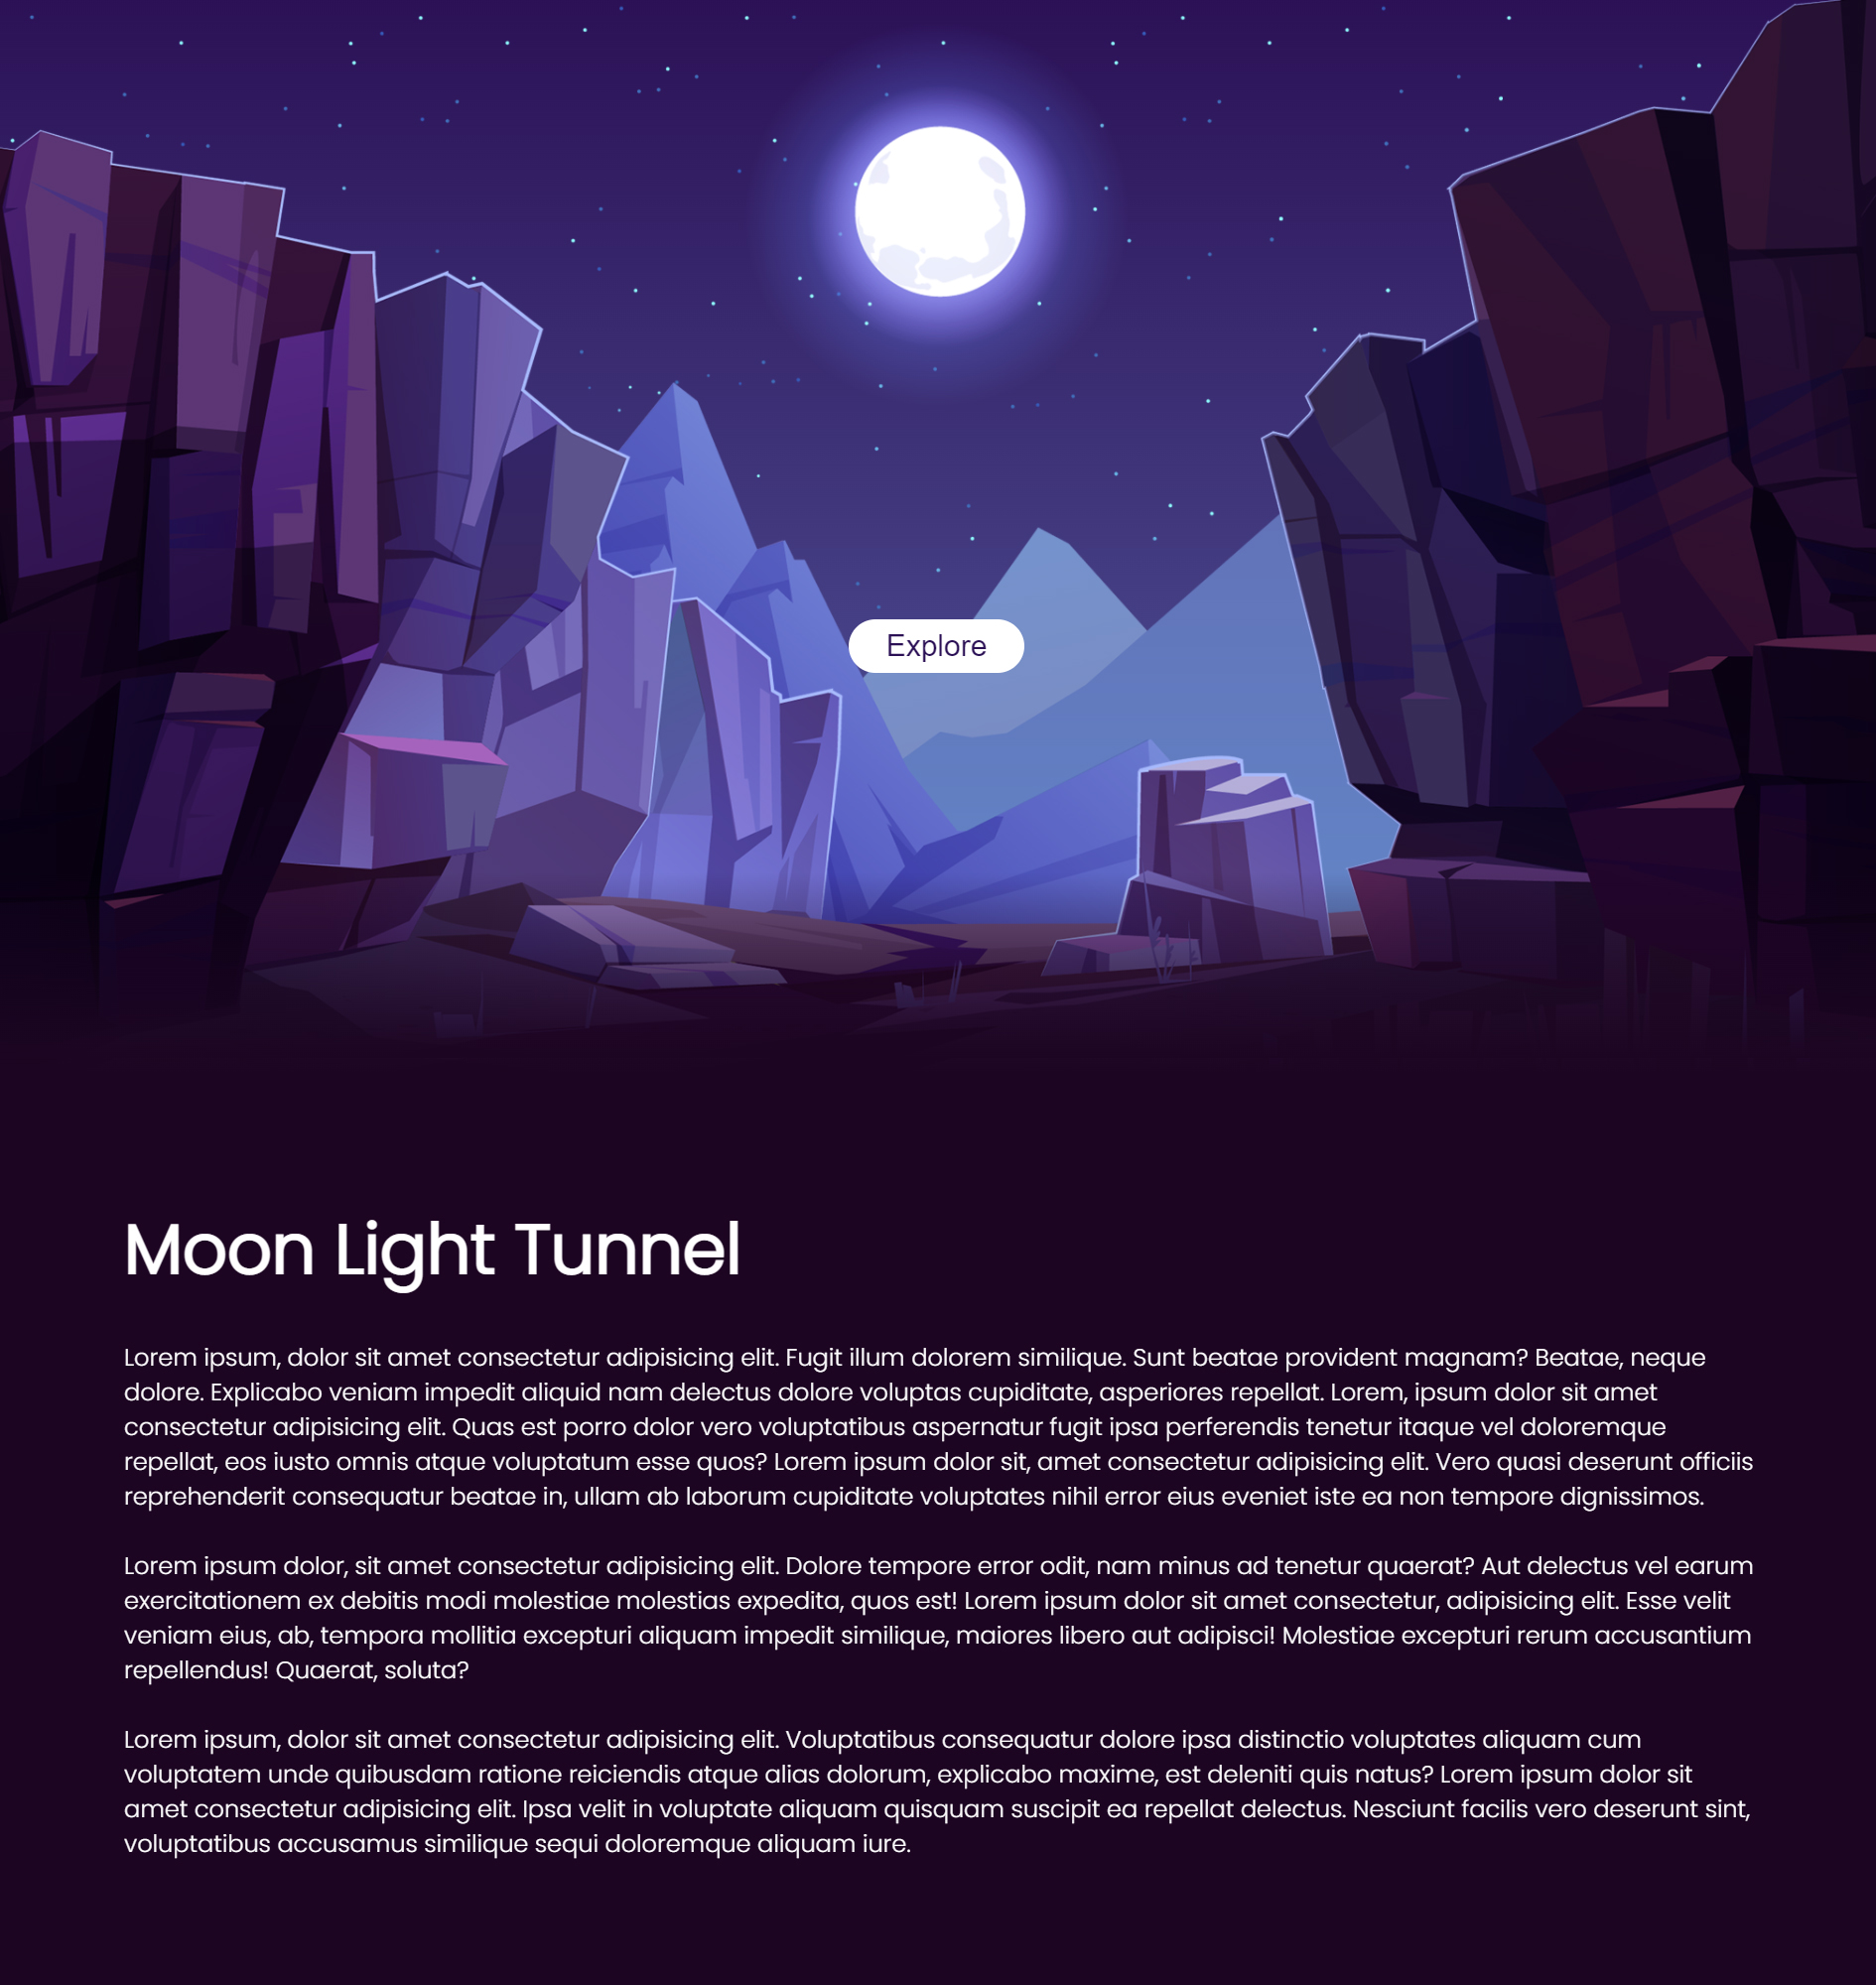 Explore
Moon Light Tunnel
Lorem ipsum, dolor sit amet consectetur adipisicing elit. Fugit illum dolorem similique. Sunt beatae provident magnam? Beatae, neque
dolore. Explicabo veniam impedit aliquid nam delectus dolore voluptas cupiditate, asperiores repellat. Lorem, ipsum dolor sit amet
consectetur adipisicing elit. Quas est porro dolor vero voluptatibus aspernatur fugit ipsa perferendis tenetur itaque vel doloremque
repellat, eos iusto omnis atque voluptatum esse quos? Lorem ipsum dolor sit, amet consectetur adipisicing elit. Vero quasi deserunt officiis
reprehenderit consequatur beatae in, ullam ab laborum cupiditate voluptates nihil error eius eveniet iste ea non tempore dignissimos.
Lorem ipsum dolor, sit amet consectetur adipisicing elit. Dolore tempore error odit, nam minus ad tenetur quaerat? Aut delectus vel earum
exercitationem ex debitis modi molestiae molestias expedita, quos est! Lorem ipsum dolor sit amet consectetur, adipisicing elit. Esse velit
veniam eius, ab, tempora mollitia excepturi aliquam impedit similique, maiores libero aut adipisci! Molestiae excepturi rerum accusantium
repellendus! Quaerat, soluta?
Lorem ipsum, dolor sit amet consectetur adipisicing elit. Voluptatibus consequatur dolore ipsa distinctio voluptates aliquam cum
voluptatem unde quibusdam ratione reiciendis atque alias dolorum, explicabo maxime, est deleniti quis natus? Lorem ipsum dolor sit
amet consectetur adipisicing elit. Ipsa velit in voluptate aliquam quisquam suscipit ea repellat delectus. Nesciunt facilis vero deserunt sint,
voluptatibus accusamus similique sequi doloremque aliquam iure.